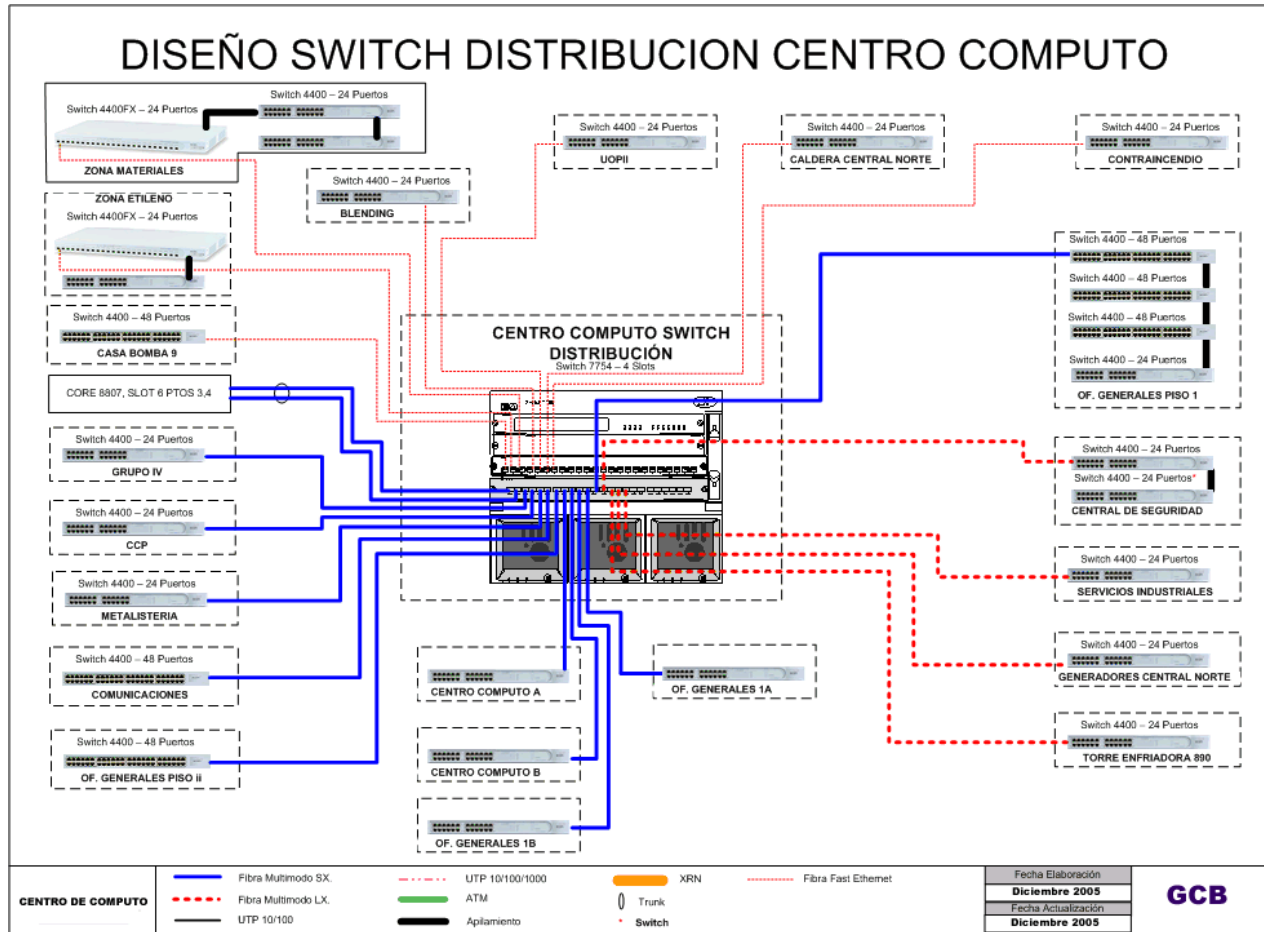 DISEÑO SWITCH DISTRIBUCION CENTRO COMPUTO
Switch 4400FX – 24 Puertos
Switch 4400 – 24 Puertos
ZONA MATERIALES
ZONA ETILENO
Switch 4400FX – 24 Puertos
Switch 4400 – 24 Puertos
BLENDING
Switch 4400 – 24 Puertos
UOPII
Switch 4400 – 24 Puertos
CALDERA CENTRAL NORTE
Switch 4400 – 24 Puertos
CONTRAINCENDIO
Switch 4400 – 48 Puertos
CASA BOMBA 9
CORE 8807, SLOT 6 PTOS 3,4
Switch 4400 – 24 Puertos
GRUPO IV
Switch 4400 – 24 Puertos
CCP
Switch 4400 – 24 Puertos
METALISTERIA
Switch 4400 – 48 Puertos
COMUNICACIONES
Switch 4400 – 48 Puertos
OF. GENERALES PISO ii
CENTRO COMPUTO SWITCH
DISTRIBUCIÓN
Switch 7754 – 4 Slots
CENTRO COMPUTO A
OF. GENERALES 1A
CENTRO COMPUTO B
OF. GENERALES 1B
Switch 4400 – 48 Puertos
Switch 4400 – 48 Puertos
Switch 4400 – 48 Puertos
Switch 4400 – 24 Puertos
OF. GENERALES PISO 1
Switch 4400 – 24 Puertos
Switch 4400 – 24 Puertos*
CENTRAL DE SEGURIDAD
Switch 4400 – 24 Puertos
SERVICIOS INDUSTRIALES
Switch 4400 – 24 Puertos
GENERADORES CENTRAL NORTE
Switch 4400 – 24 Puertos
TORRE ENFRIADORA 890
CENTRO DE COMPUTO
Fibra Multimodo SX.
Fibra Multimodo LX.
UTP 10/100
UTP 10/100/1000
ATM
Apilamiento
XRN
Trunk
* Switch
Fibra Fast Ethernet
Fecha Elaboración
Diciembre 2005
Fecha Actualización
Diciembre 2005
GCB